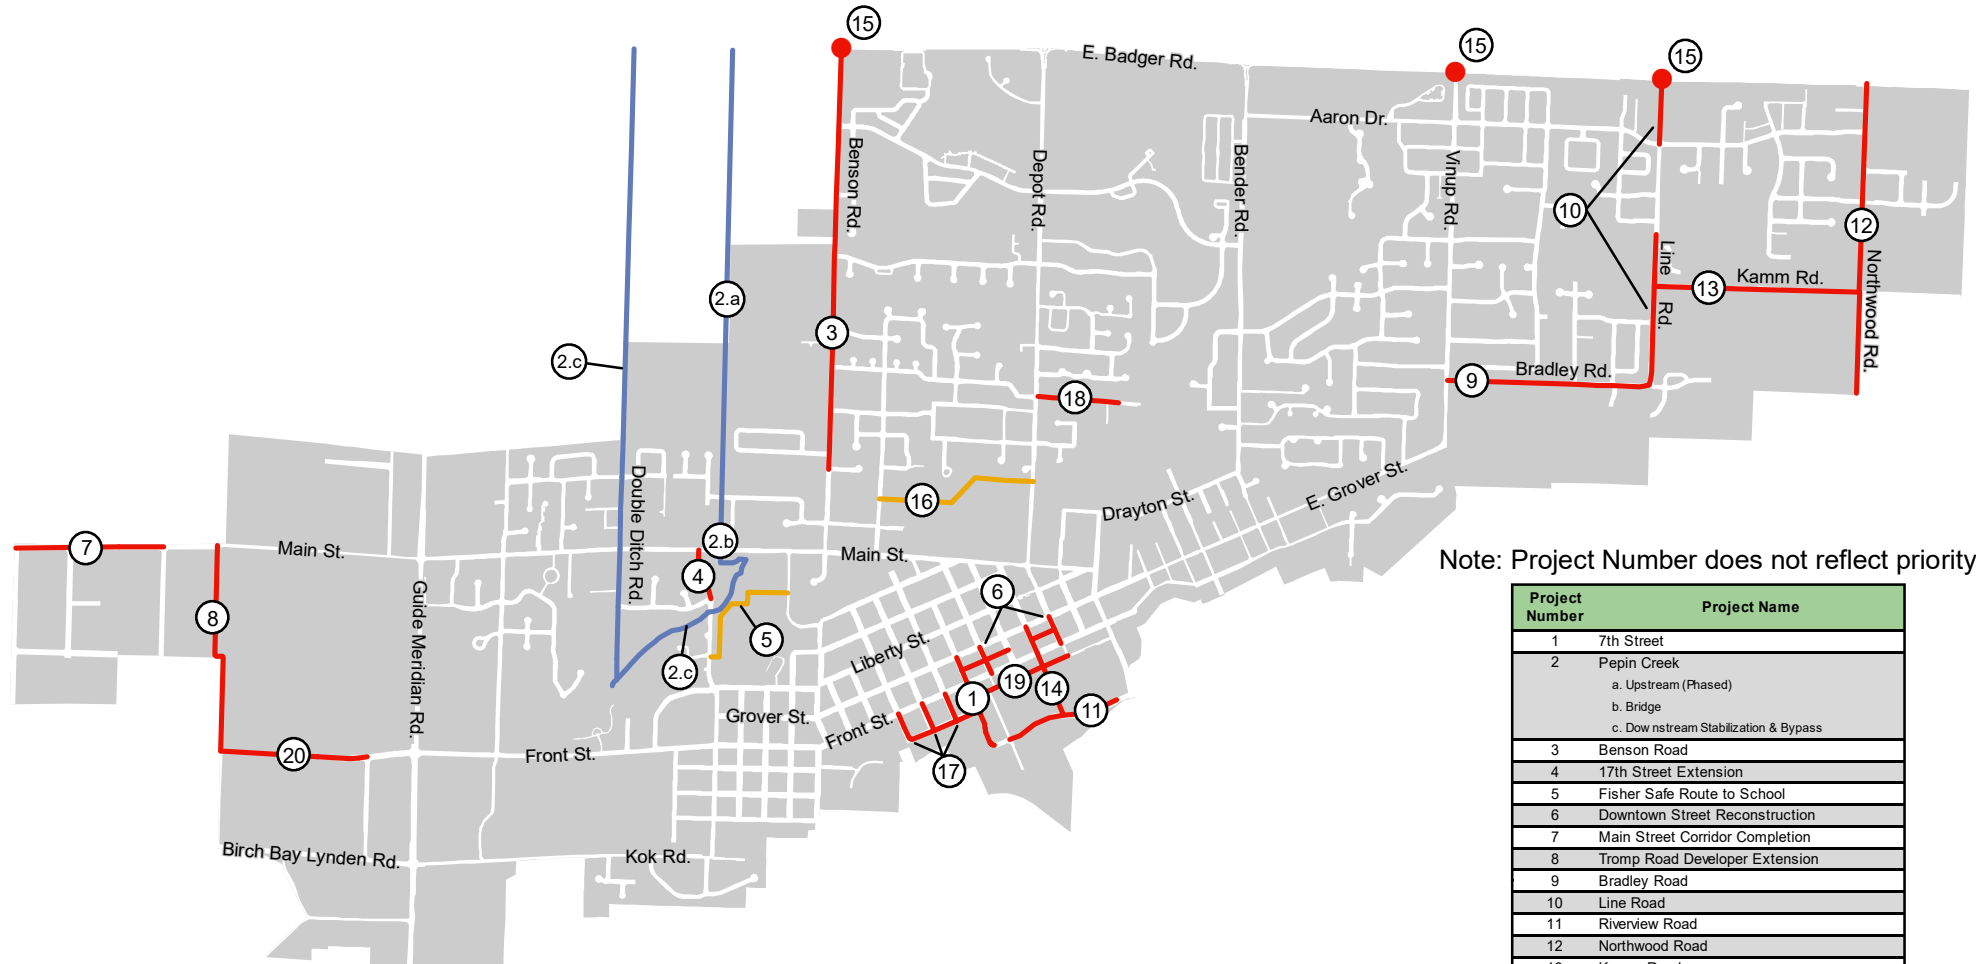 15
15
15
E. Badger Rd.
Aaron Dr.
Benson Rd.
Depot Rd.
Bender Rd.
Vinup Rd.
10
12
Line Rd.
Northwood Rd.
Kamm Rd.
13
2.a
3
2.c
9
Bradley Rd.
18
Double Ditch Rd.
16
Drayton St.
E. Grover St.
7
Main St.
2.b
Main St.
4
6
8
Guide Meridian Rd.
5
Liberty St.
2.c
19
14
1
11
Grover St.
Front St.
20
Front St.
17
Birch Bay Lynden Rd.
Kok Rd.
Note: Project Number does not reflect priority
Project Number Project Name
1 7th Street
2 Pepin Creek
a. Upstream (Phased)
b. Bridge
c. Downstream Stabilization & Bypass
3 Benson Road
4 17th Street Extension
5 Fisher Safe Route to School
6 Downtown Street Reconstruction
7 Main Street Corridor Completion
8 Tromp Road Developer Extension
9 Bradley Road
10 Line Road
11 Riverview Road
12 Northwood Road